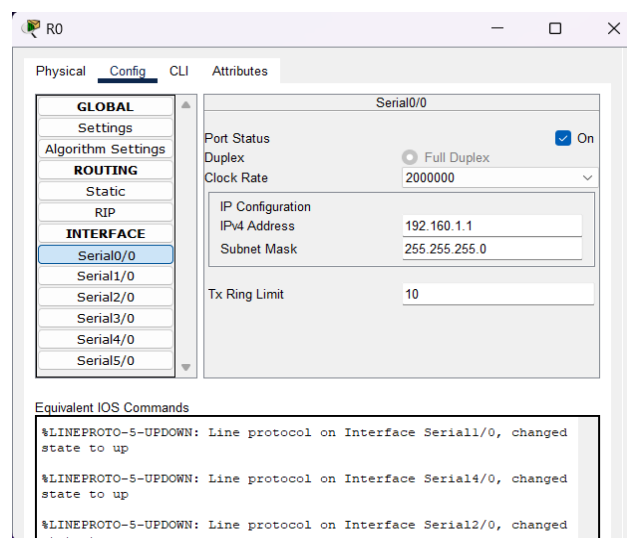 R0
Physical Config CLI Attributes
GLOBAL
Settings
Algorithm Settings
ROUTING
Static
RIP
INTERFACE
Serial0/0
Serial1/0
Serial2/0
Serial3/0
Serial4/0
Serial5/0
Serial0/0
Port Status On
Duplex Full Duplex
Clock Rate 2000000
IP Configuration
IPv4 Address 192.160.1.1
Subnet Mask 255.255.255.0
Tx Ring Limit 10
Equivalent IOS Commands
%LINEPROTO-5-UPDOWN: Line protocol on Interface Serial1/0, changed
state to up
%LINEPROTO-5-UPDOWN: Line protocol on Interface Serial4/0, changed
state to up
%LINEPROTO-5-UPDOWN: Line protocol on Interface Serial2/0, changed